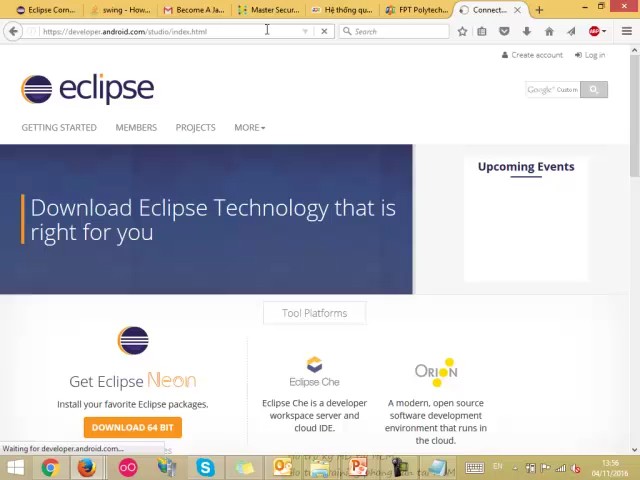 Eclipse Com...
swing - How...
Become A Ja...
Master Secur...
Hệ thống qu...
FPT Polytech...
Connect...
https://developer.android.com/studio/index.html
Search
ABP
Create account
Log in
eclipse
Google™ Custom
GETTING STARTED
MEMBERS
PROJECTS
MORE
Download Eclipse Technology that is
right for you
Upcoming Events
Tool Platforms
Get Eclipse Neon
Install your favorite Eclipse packages.
DOWNLOAD 64 BIT
Eclipse Che
Eclipse Che is a developer
workspace server and
cloud IDE.
ORION
A modern, open source
software development
environment that runs in
the cloud.
Waiting for developer.android.com...
EN
13:56
04/11/2016